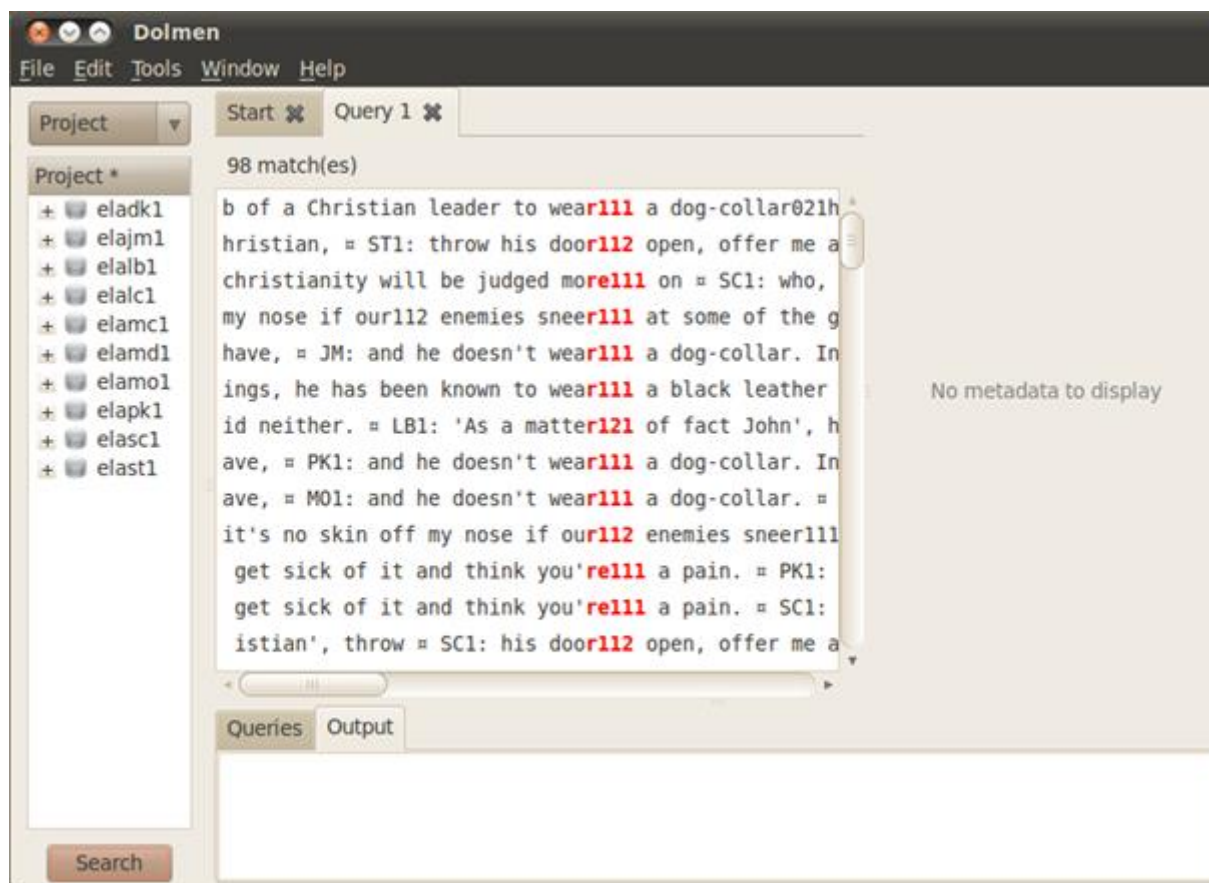 Dolmen
File Edit Tools Window Help
Project
Start Query 1
Project *
98 match(es)
eladk1
elajm1
elalb1
elalc1
elamc1
elamd1
elamo1
elapk1
elasc1
elast1
b of a Christian leader to wearlll a dog-collar021h
hristian, ¤ ST1: throw his door112 open, offer me a
christianity will be judged more111 on ¤ SC1: who,
my nose if our112 enemies sneer111 at some of the g
have, ¤ JM: and he doesn't wear111 a dog-collar. In
ings, he has been known to wear111 a black leather
id neither. ¤ LB1: 'As a matter121 of fact John', h
ave, ¤ PK1: and he doesn't wear111 a dog-collar. In
ave, ¤ MO1: and he doesn't wear111 a dog-collar. ¤
it's no skin off my nose if our112 enemies sneer111
get sick of it and think you're111 a pain. ¤ PK1:
get sick of it and think you're111 a pain. ¤ SC1:
istian', throw ¤ SC1: his door112 open, offer me a
No metadata to display
Queries Output
Search